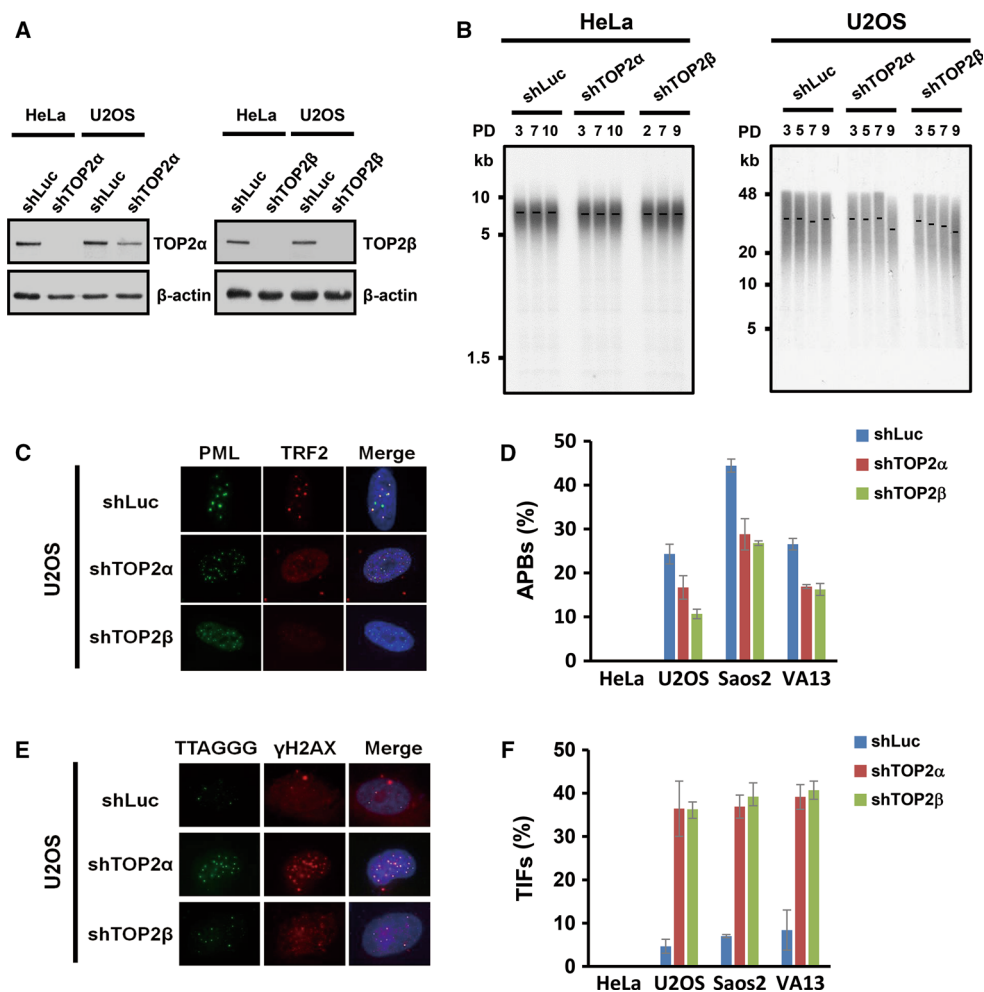 A
HeLa U2OS
shLuc shTOP2α shLuc shTOP2α
TOP2α
β-actin
HeLa U2OS
shLuc shTOP2β shLuc shTOP2β
TOP2β
β-actin
B
HeLa
shLuc shTOP2α shTOP2β
PD 3 7 10 3 7 10 2 7 9
kb
10
5
1.5
U2OS
shLuc shTOP2α shTOP2β
PD 3 5 7 9 3 5 7 9 3 5 7 9
kb
48
20
10
5
C
PML TRF2 Merge
U2OS
shLuc
shTOP2α
shTOP2β
D
APBs (%)
50
40
30
20
10
0
HeLa U2OS Saos2 VA13
shLuc
shTOP2α
shTOP2β
E
TTAGGG γH2AX Merge
U2OS
shLuc
shTOP2α
shTOP2β
F
TIFs (%)
50
40
30
20
10
0
HeLa U2OS Saos2 VA13
shLuc
shTOP2α
shTOP2β